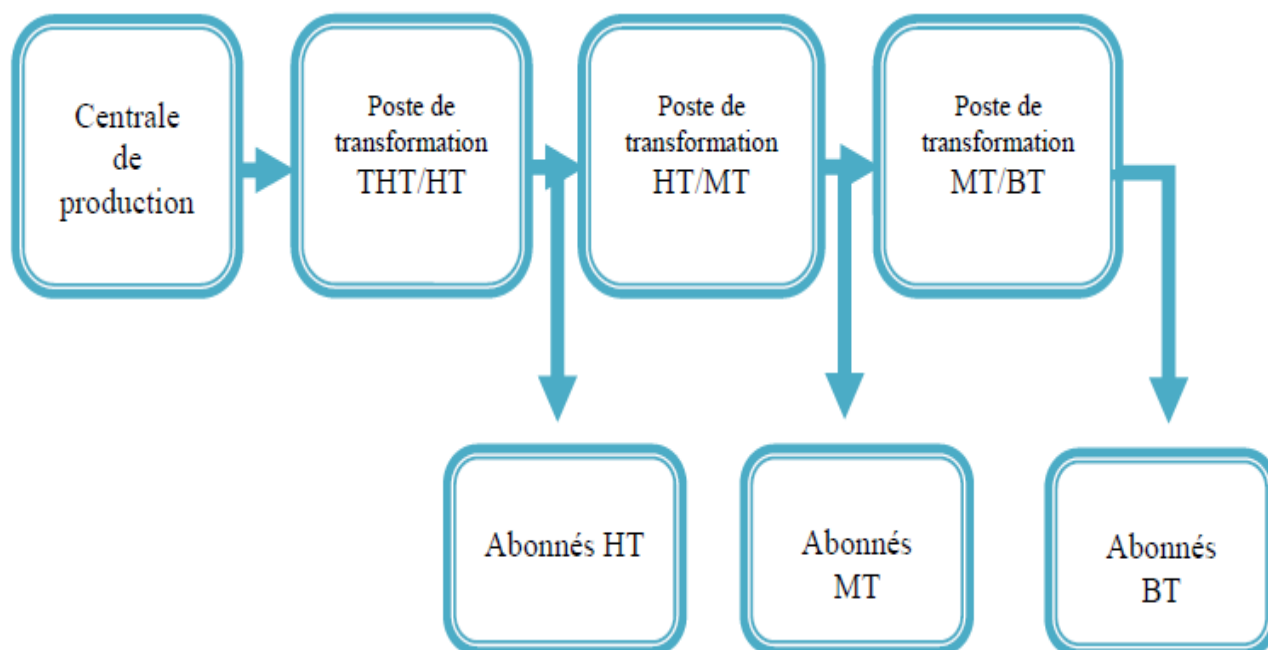 Centrale
de
production
Poste de
transformation
THT/HT
Poste de
transformation
HT/MT
Poste de
transformation
MT/BT
Abonnés HT
Abonnés
MT
Abonnés
BT